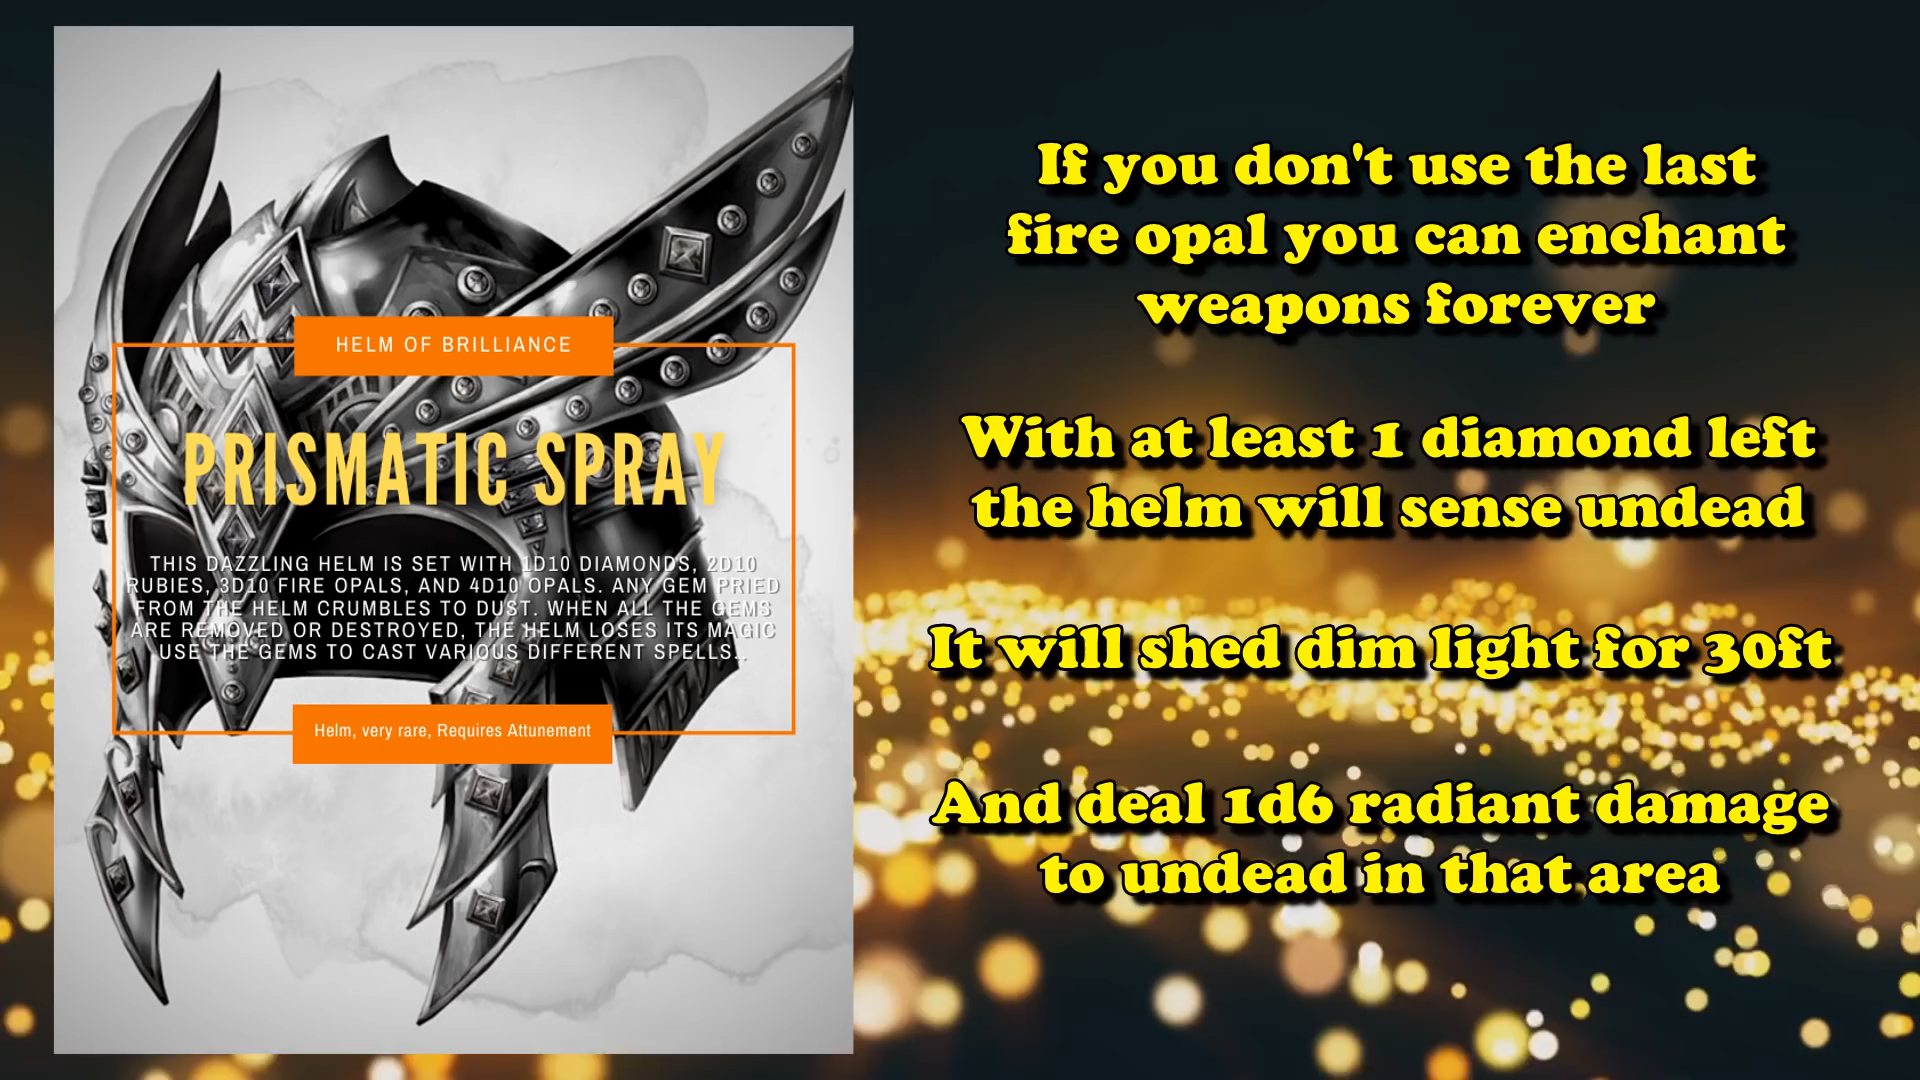 HELM OF BRILLIANCE
PRISMATIC SPRAY
THIS DAZZLING HELM IS SET WITH 1D10 DIAMONDS, 2D10
RUBIES, 3D10 FIRE OPALS, AND 4D10 OPALS. ANY GEM PRIED
FROM THE HELM CRUMBLES TO DUST. WHEN ALL THE GEMS
ARE REMOVED OR DESTROYED, THE HELM LOSES ITS MAGIC
USE THE GEMS TO CAST VARIOUS DIFFERENT SPELLS..
Helm, very rare, Requires Attunement
If you don't use the last
fire opal you can enchant
weapons forever
With at least 1 diamond left
the helm will sense undead
It will shed dim light for 30ft
And deal 1d6 radiant damage
to undead in that area